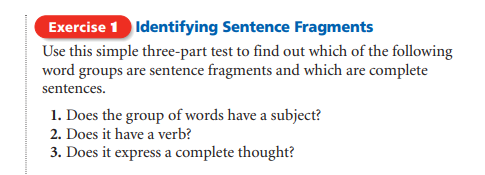 Exercise 1 Identifying Sentence Fragments
Use this simple three-part test to find out which of the following
word groups are sentence fragments and which are complete
sentences.
1. Does the group of words have a subject?
2. Does it have a verb?
3. Does it express a complete thought?